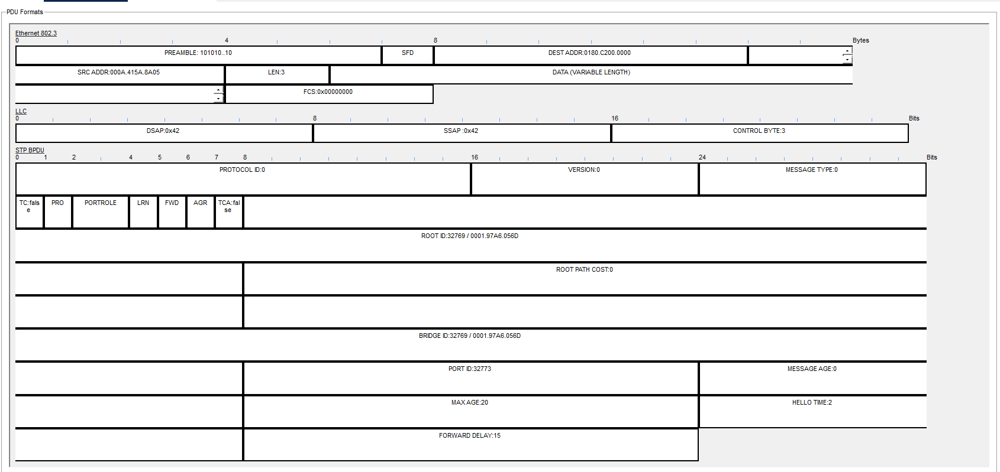 PDU Formats
Ethernet 802.3
0 4 8 Bytes
PREAMBLE: 101010..10 SFD DEST ADDR:0180.C200.0000
SRC ADDR:000A.415A.8A05 LEN:3 DATA (VARIABLE LENGTH)
FCS:0x00000000
LLC
0 8 16 Bits
DSAP:0x42 SSAP :0x42 CONTROL BYTE:3
STP BPDU
0 1 2 4 5 6 7 8 16 24 Bits
PROTOCOL ID:0 VERSION:0 MESSAGE TYPE:0
TC:fals PRO PORTROLE LRN FWD AGR TCA:fal
e se
ROOT ID:32769 / 0001.97A6.056D
ROOT PATH COST:0
BRIDGE ID:32769 / 0001.97A6.056D
PORT ID:32773 MESSAGE AGE:0
MAX AGE:20 HELLO TIME:2
FORWARD DELAY:15